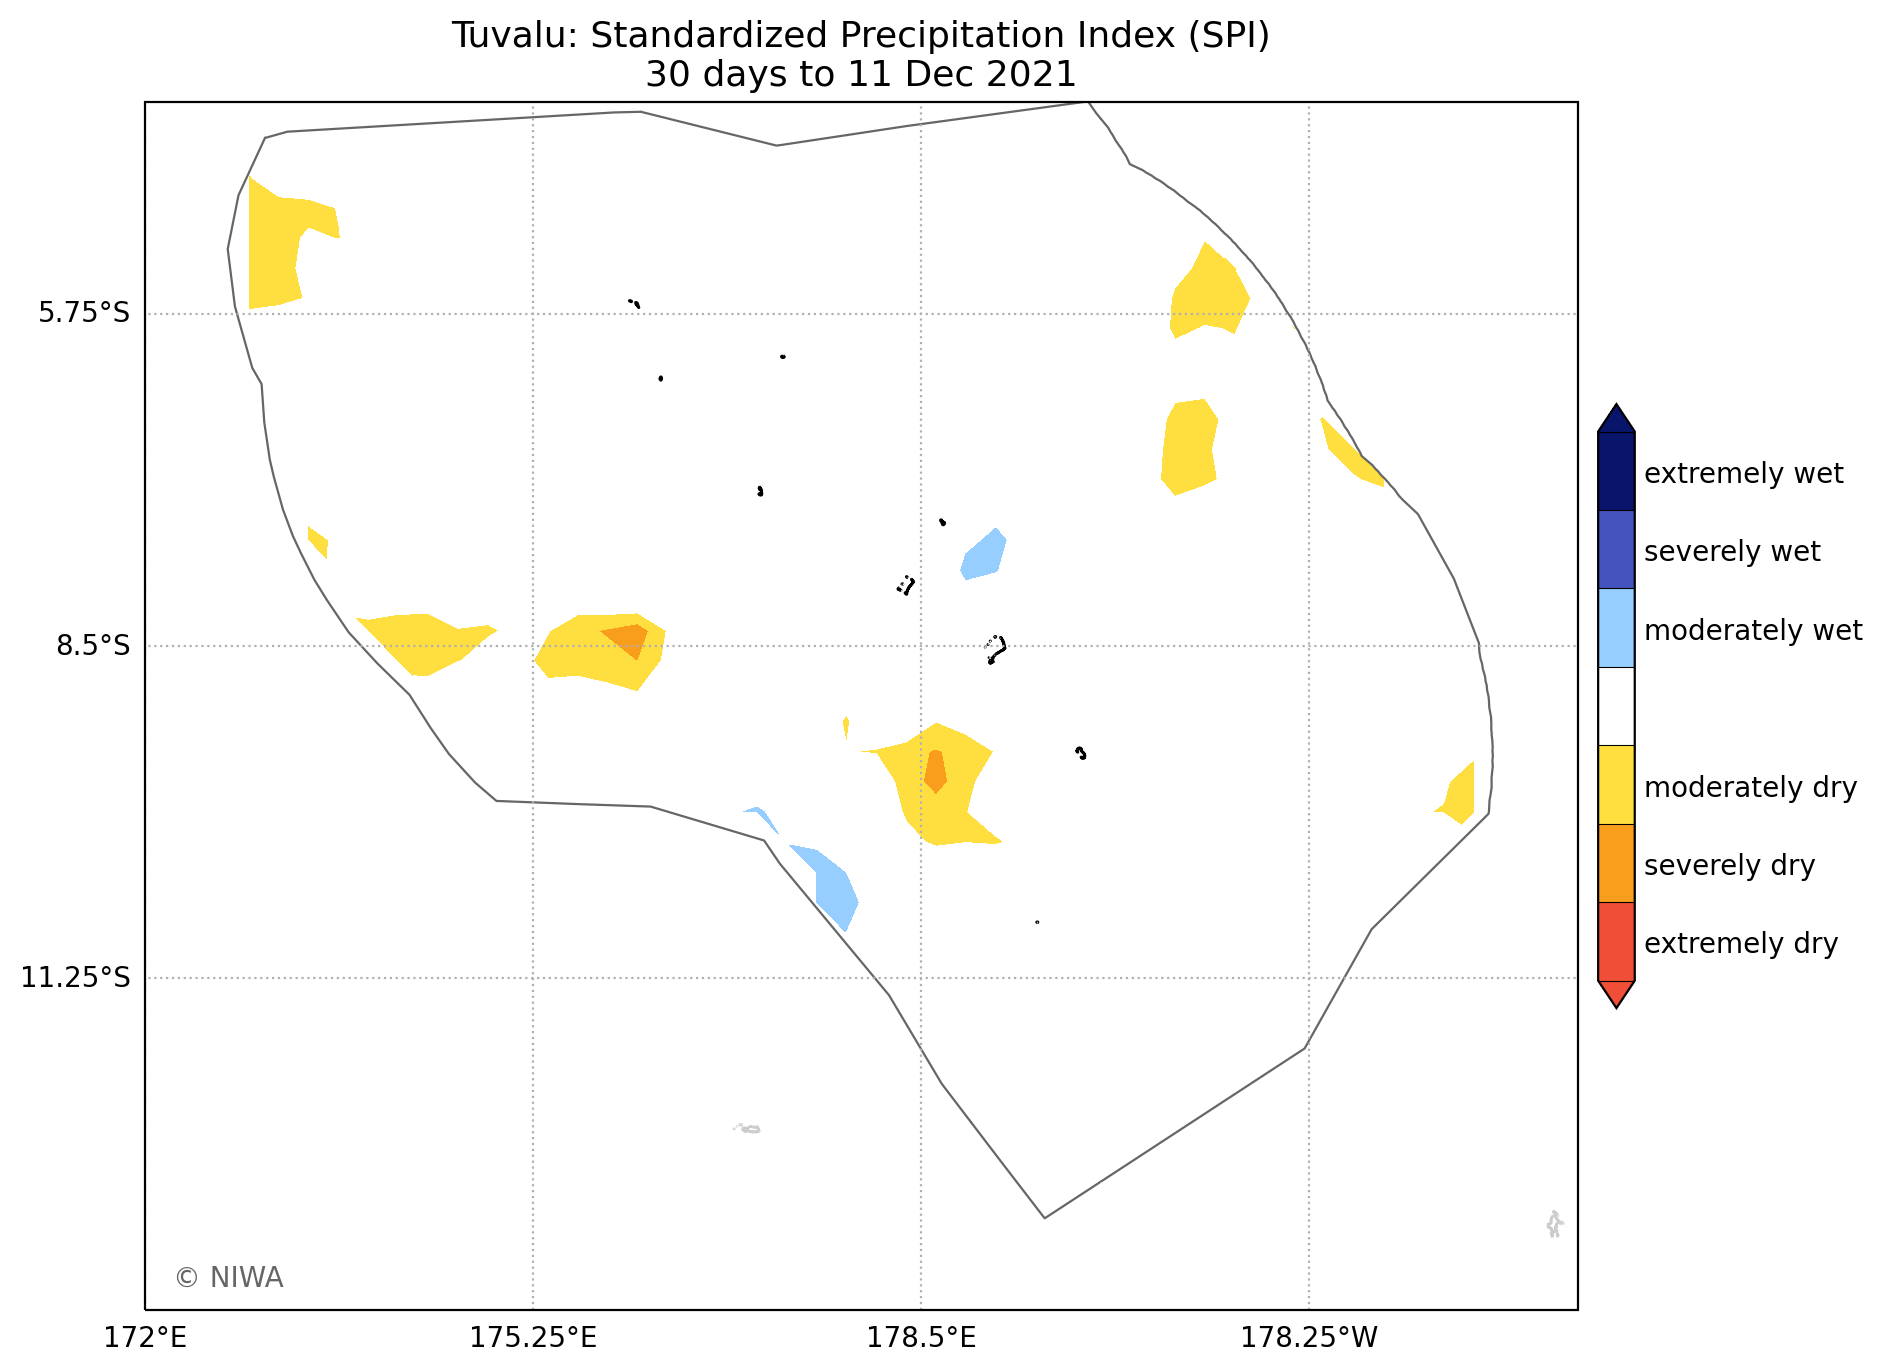 Tuvalu: Standardized Precipitation Index (SPI)
30 days to 11 Dec 2021
5.75°S
8.5°S
11.25°S
172°E
175.25°E
178.5°E
178.25°W
extremely wet
severely wet
moderately wet
moderately dry
severely dry
extremely dry
© NIWA